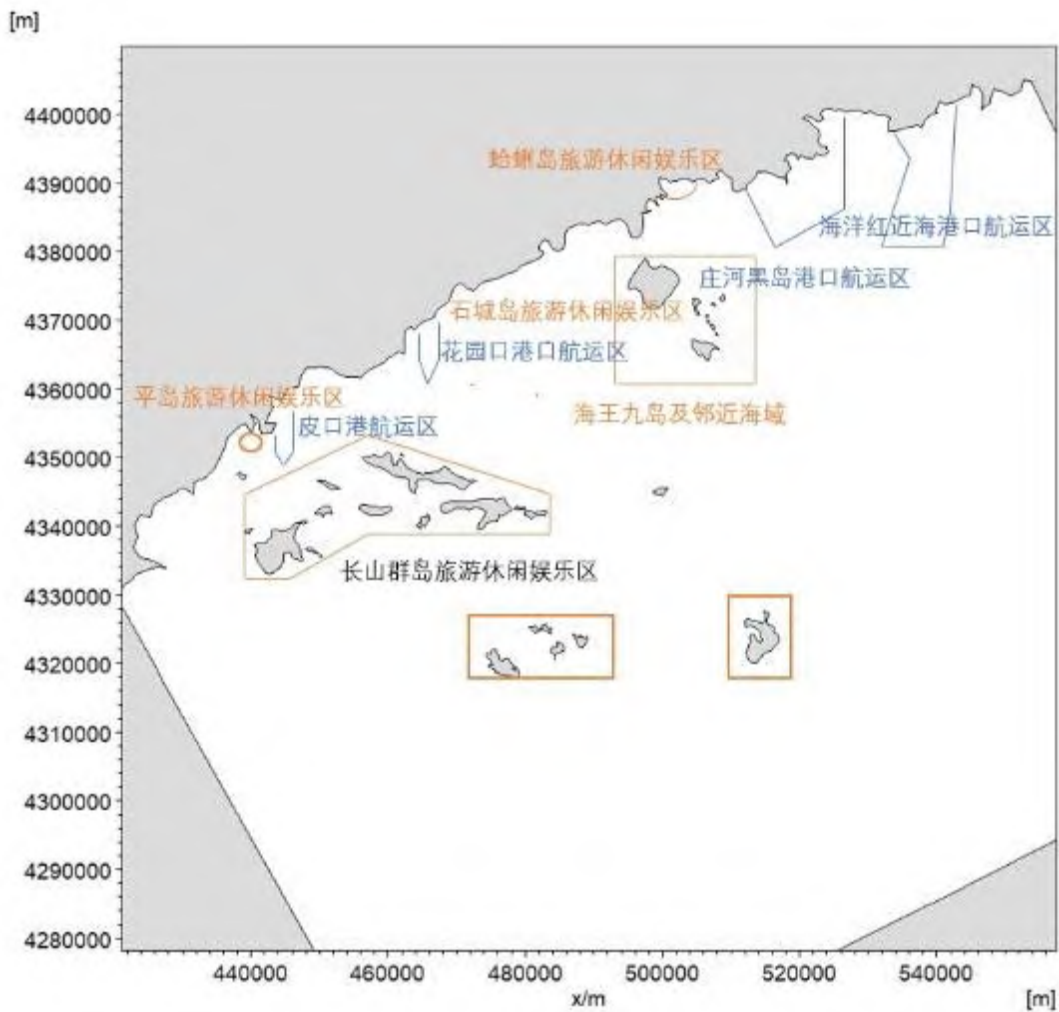 [m]
4400000
蛤蜊岛旅游休闲娱乐区
4390000
海洋红近海港口航运区
4380000
庄河黑岛港口航运区
4370000
石城岛旅游休闲娱乐区
花园口港口航运区
4360000
平岛旅游休闲娱乐区
海王九岛及邻近海域
皮口港航运区
4350000
4340000
长山群岛旅游休闲娱乐区
4330000
4320000
4310000
4300000
4290000
4280000
440000 460000 480000 500000 520000 540000
x/m [m]